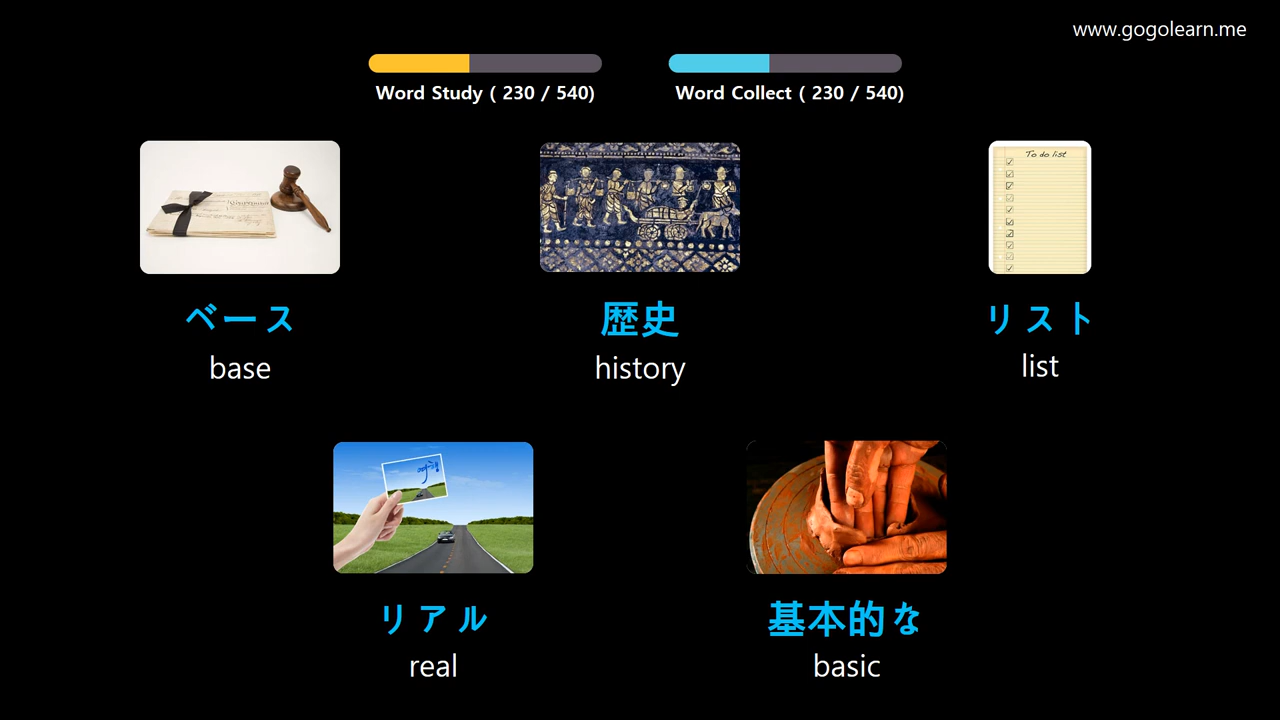 www.gogolearn.me
Word Study ( 230 / 540)
Word Collect ( 230 / 540)
To do list
ベース
base
歴史
history
リスト
list
リアル
real
基本的な
basic